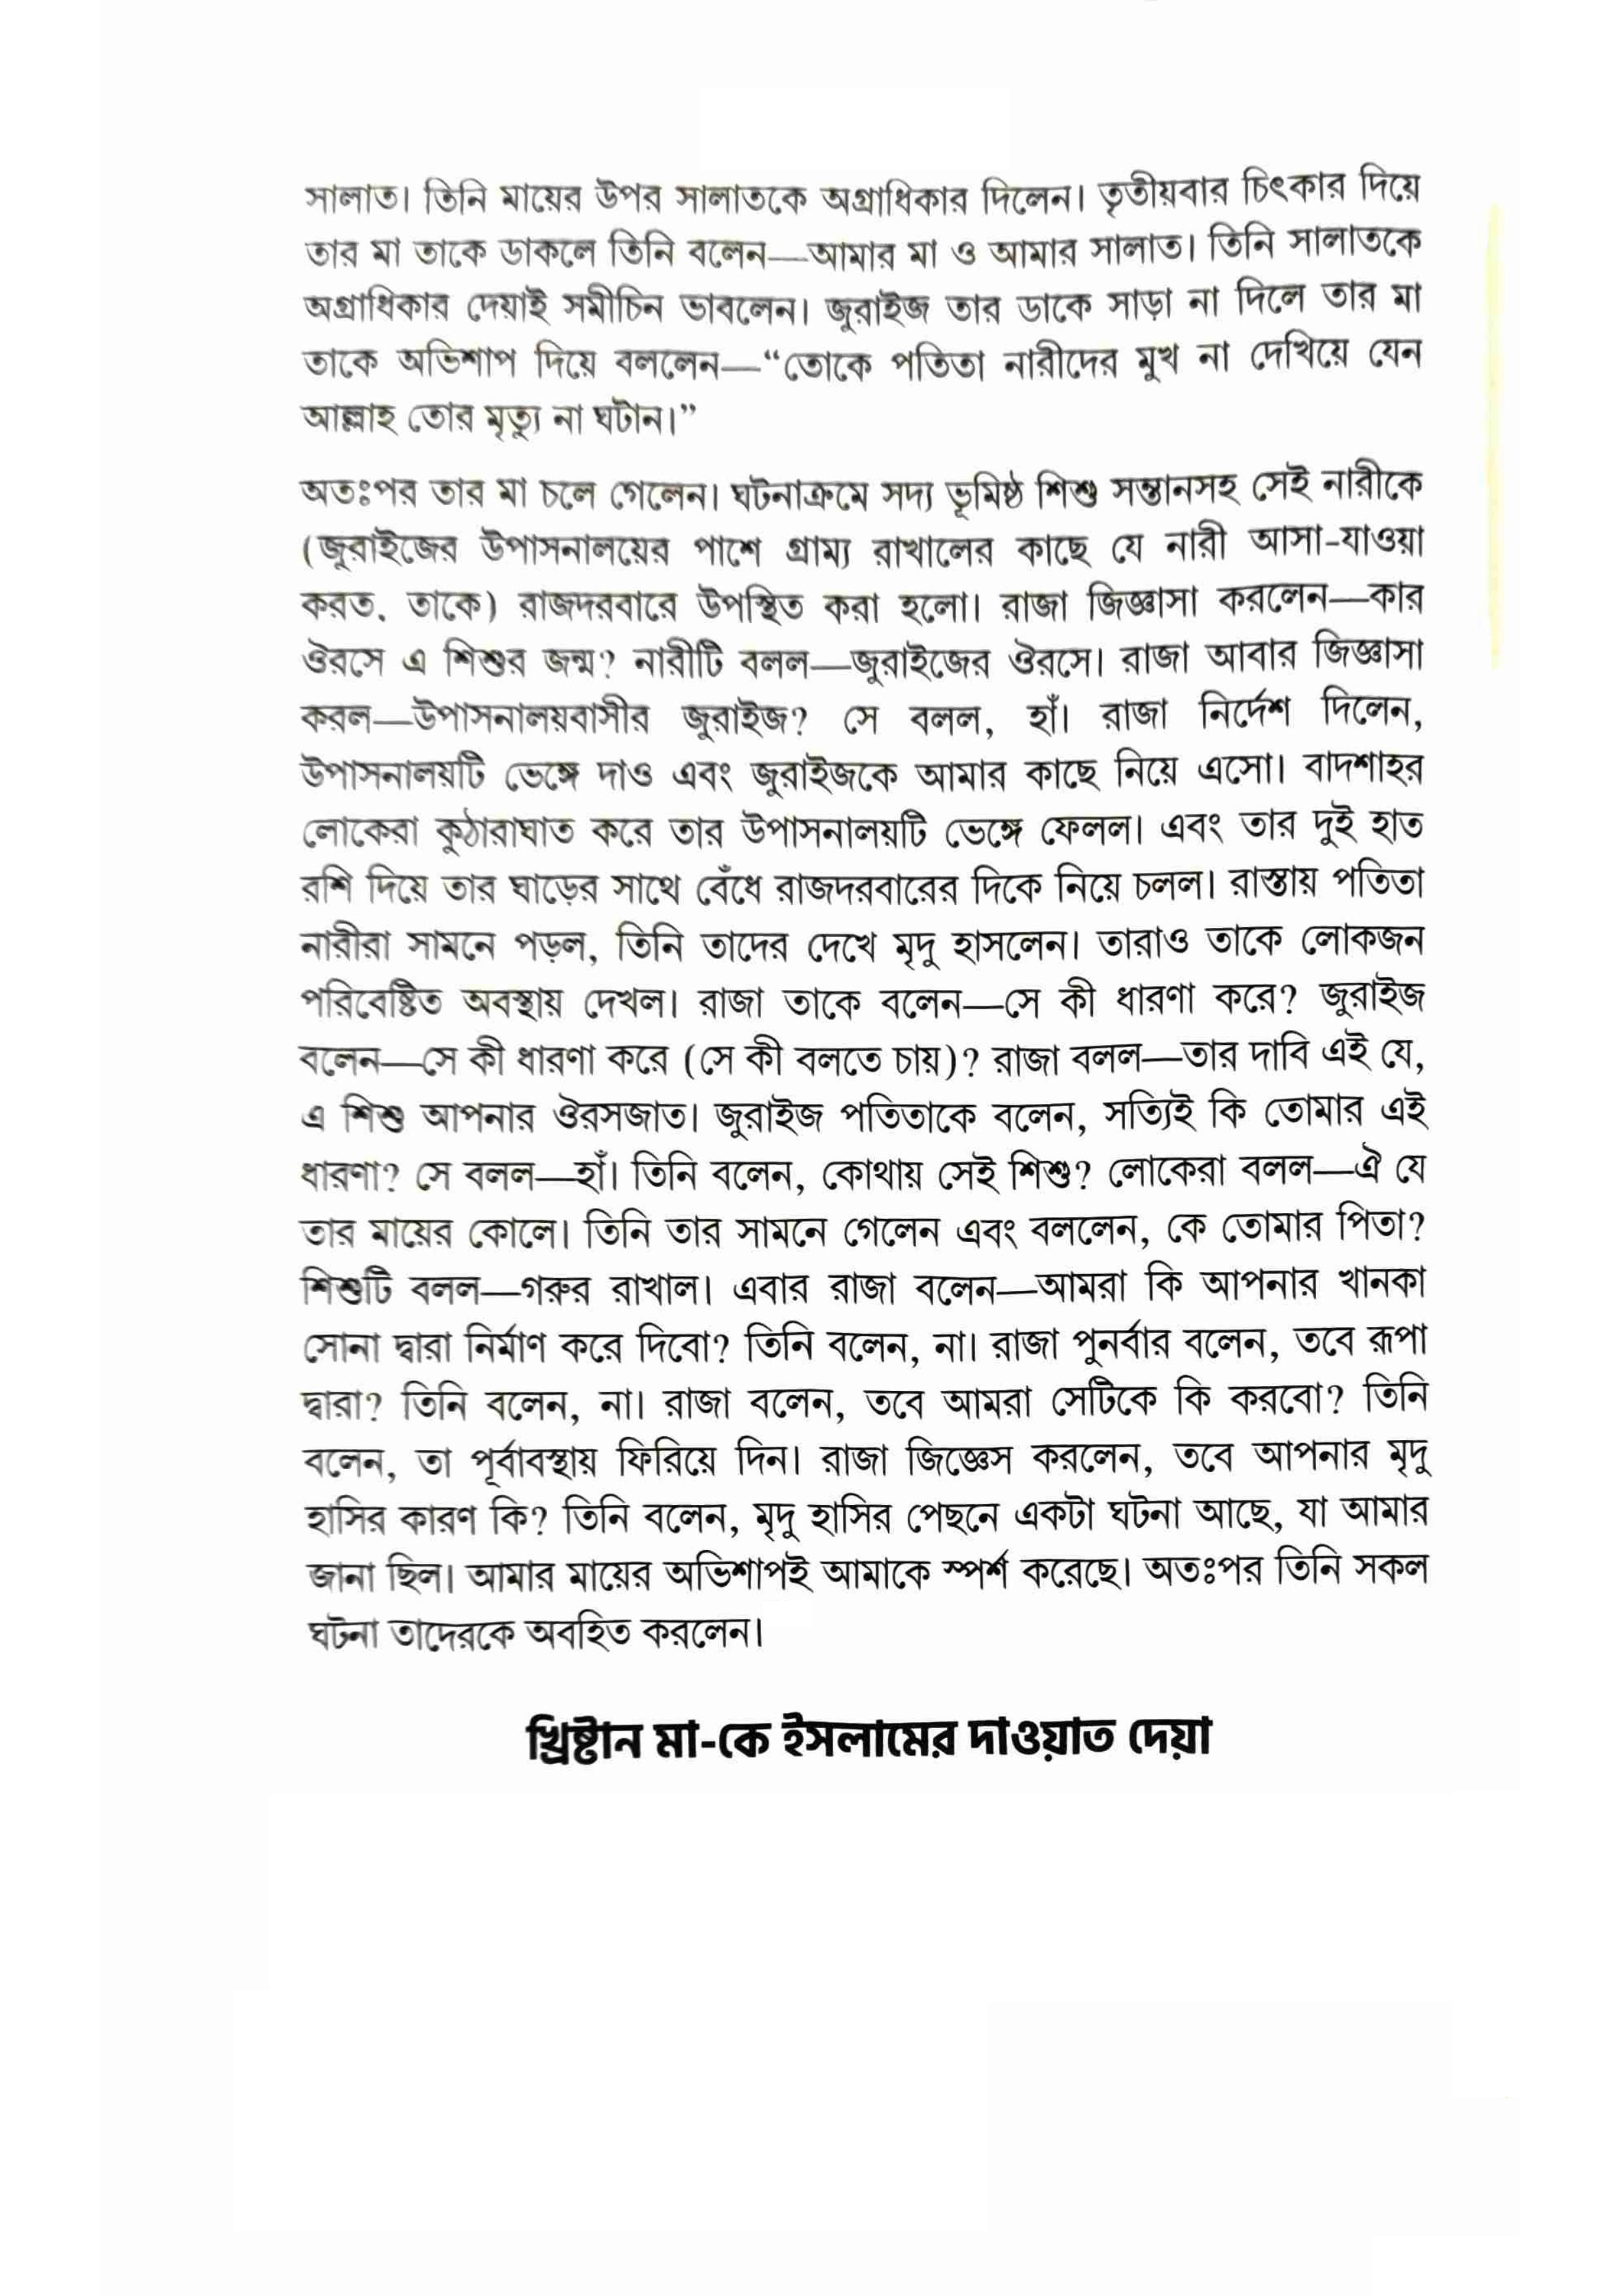 সালাত। তিনি মায়ের উপর সালাতকে অগ্রাধিকার দিলেন। তৃতীয়বার চিৎকার দিয়ে
তার মা তাকে ডাকলে তিনি বলেন—আমার মা ও আমার সালাত। তিনি সালাতকে
অগ্রাধিকার দেয়াই সমীচিন ভাবলেন। জুরাইজ তার ডাকে সাড়া না দিলে তার মা
তাকে অভিশাপ দিয়ে বললেন—“তোকে পতিতা নারীদের মুখ না দেখিয়ে যেন
আল্লাহ তোর মৃত্যু না ঘটান।”
অতঃপর তার মা চলে গেলেন। ঘটনাক্রমে সদ্য ভূমিষ্ঠ শিশু সন্তানসহ সেই নারীকে
(জুরাইজের উপাসনালয়ের পাশে গ্রাম্য রাখালের কাছে যে নারী আসা-যাওয়া
করত. তাকে) রাজদরবারে উপস্থিত করা হলো। রাজা জিজ্ঞাসা করলেন—কার
ঔরসে এ শিশুর জন্ম? নারীটি বলল—জুরাইজের ঔরসে। রাজা আবার জিজ্ঞাসা
করল—উপাসনালয়বাসীর জুরাইজ? সে বলল, হাঁ। রাজা নির্দেশ দিলেন,
উপাসনালয়টি ভেঙ্গে দাও এবং জুরাইজকে আমার কাছে নিয়ে এসো। বাদশাহর
লোকেরা কুঠারাঘাত করে তার উপাসনালয়টি ভেঙ্গে ফেলল। এবং তার দুই হাত
রশি দিয়ে তার ঘাড়ের সাথে বেঁধে রাজদরবারের দিকে নিয়ে চলল। রাস্তায় পতিতা
নারীরা সামনে পড়ল, তিনি তাদের দেখে মৃদু হাসলেন। তারাও তাকে লোকজন
পরিবেষ্টিত অবস্থায় দেখল। রাজা তাকে বলেন—সে কী ধারণা করে? জুরাইজ
বলেন—সে কী ধারণা করে (সে কী বলতে চায়)? রাজা বলল—তার দাবি এই যে,
এ শিশু আপনার ঔরসজাত। জুরাইজ পতিতাকে বলেন, সত্যিই কি তোমার এই
ধারণা? সে বলল—হাঁ। তিনি বলেন, কোথায় সেই শিশু? লোকেরা বলল—ঐ যে
তার মায়ের কোলে। তিনি তার সামনে গেলেন এবং বললেন, কে তোমার পিতা?
শিশুটি বলল—গরুর রাখাল। এবার রাজা বলেন—আমরা কি আপনার খানকা
সোনা দ্বারা নির্মাণ করে দিবো? তিনি বলেন, না। রাজা পুনর্বার বলেন, তবে রূপা
দ্বারা? তিনি বলেন, না। রাজা বলেন, তবে আমরা সেটিকে কি করবো? তিনি
বলেন, তা পূর্বাবস্থায় ফিরিয়ে দিন। রাজা জিজ্ঞেস করলেন, তবে আপনার মৃদু
হাসির কারণ কি? তিনি বলেন, মৃদু হাসির পেছনে একটা ঘটনা আছে, যা আমার
জানা ছিল। আমার মায়ের অভিশাপই আমাকে স্পর্শ করেছে। অতঃপর তিনি সকল
ঘটনা তাদেরকে অবহিত করলেন।
খ্রিষ্টান মা-কে ইসলামের দাওয়াত দেয়া